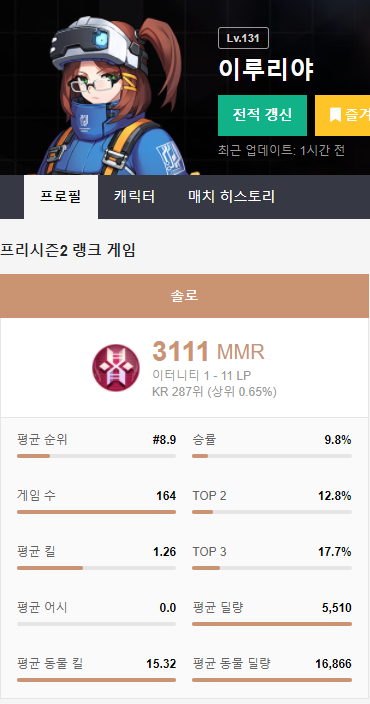 Lv.131
이루리야
전적 갱신
즐겨
최근 업데이트: 1시간 전
프로필 캐릭터 매치 히스토리
프리시즌2 랭크 게임
솔로
3111 MMR
이터니티 1 - 11 LP
KR 287위 (상위 0.65%)
평균 순위 #8.9 승률 9.8%
게임 수 164 TOP 2 12.8%
평균 킬 1.26 TOP 3 17.7%
평균 어시 0.0 평균 딜량 5,510
평균 동물 킬 15.32 평균 동물 딜량 16,866